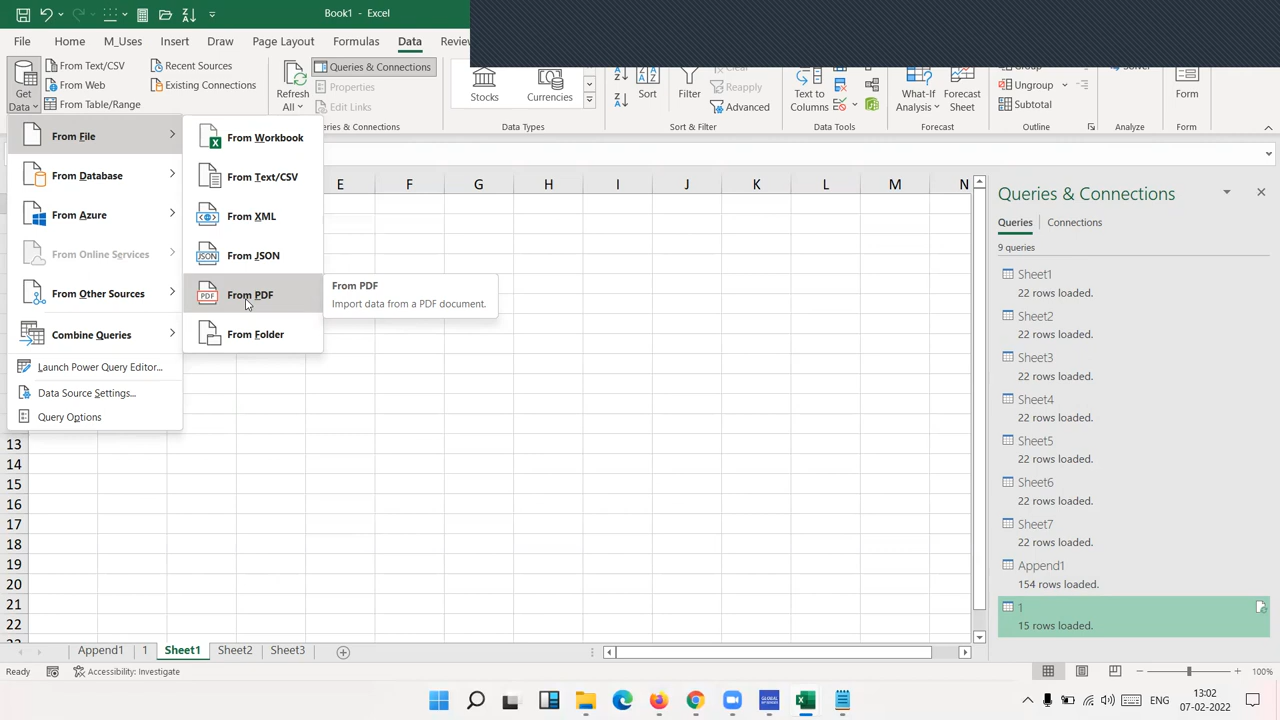 Book1 - Excel
File Home M_Uses Insert Draw Page Layout Formulas Data Review
Get Data
From Text/CSV
From Web
From Table/Range
Recent Sources
Existing Connections
Refresh All
Queries & Connections
Properties
Edit Links
Stocks
Currencies
Sort
Filter
Clear
Reapply
Advanced
Text to Columns
What-If Analysis
Forecast Sheet
Group
Ungroup
Subtotal
Solver
Form
Queries & Connections
Data Types
Sort & Filter
Data Tools
Forecast
Outline
Analyze
Form
From File
From Database
From Azure
From Online Services
From Other Sources
Combine Queries
Launch Power Query Editor...
Data Source Settings...
Query Options
From Workbook
From Text/CSV
From XML
JSON
From JSON
PDF
From PDF
From Folder
From PDF
Import data from a PDF document.
E F G H I J K L M N
13
14
15
16
17
18
19
20
21
22
Queries & Connections
Queries Connections
9 queries
Sheet1
22 rows loaded.
Sheet2
22 rows loaded.
Sheet3
22 rows loaded.
Sheet4
22 rows loaded.
Sheet5
22 rows loaded.
Sheet6
22 rows loaded.
Sheet7
22 rows loaded.
Append1
154 rows loaded.
1
15 rows loaded.
Append1 1 Sheet1 Sheet2 Sheet3
Ready
Accessibility: Investigate
100%
ENG
13:02
07-02-2022